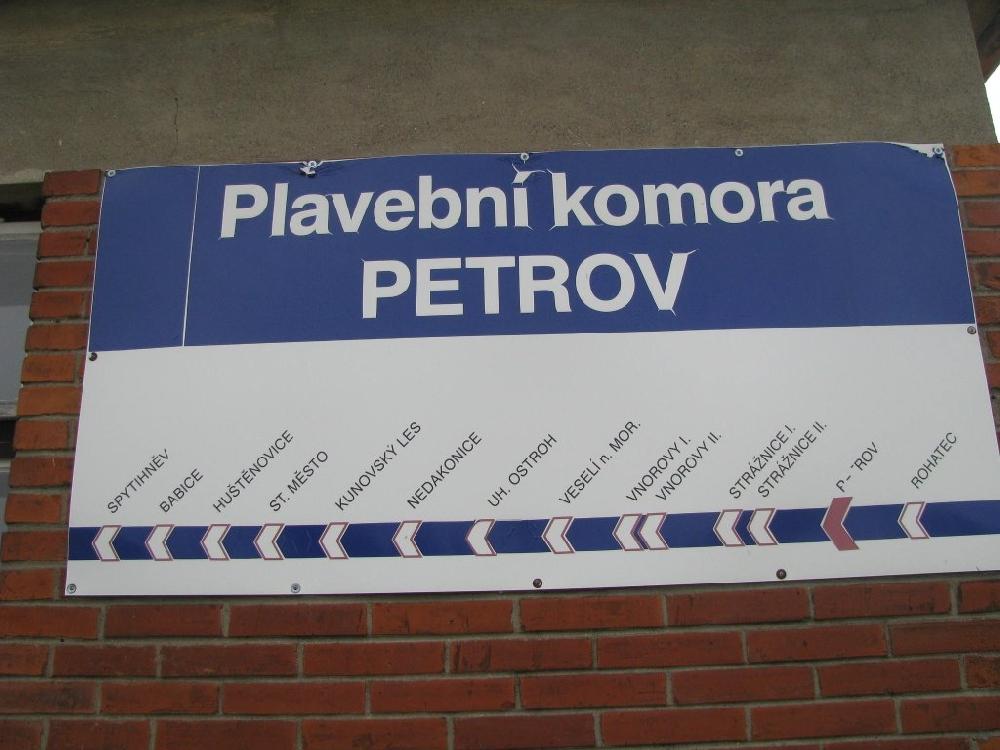 Plavební komora
PETROV
SPYTIHNĚV
BABICE
HUŠTĚNOVICE
ST. MĚSTO
KUNOVSKÝ LES
NEDAKONICE
UH. OSTROH
VESELÍ n. MOR.
VNOROVY I.
VNOROVY II.
STRÁŽNICE I.
STRÁŽNICE II.
ROHATEC